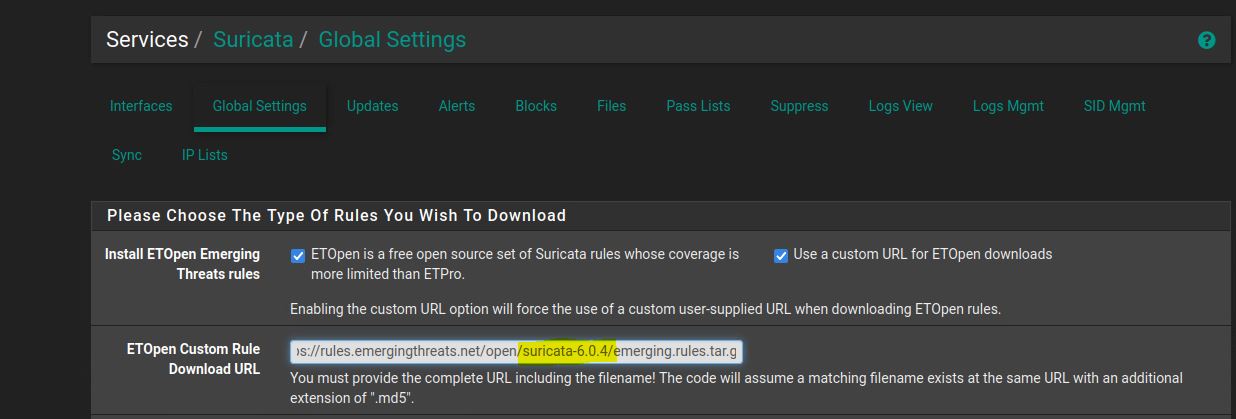 Services / Suricata / Global Settings
?
Interfaces Global Settings Updates Alerts Blocks Files Pass Lists Suppress Logs View Logs Mgmt SID Mgmt
Sync IP Lists
Please Choose The Type Of Rules You Wish To Download
Install ETOpen Emerging Threats rules
ETOpen is a free open source set of Suricata rules whose coverage is
more limited than ETPro.
Use a custom URL for ETOpen downloads
Enabling the custom URL option will force the use of a custom user-supplied URL when downloading ETOpen rules.
ETOpen Custom Rule
Download URL
ps://rules.emergingthreats.net/open/suricata-6.0.4/emerging.rules.tar.g
You must provide the complete URL including the filename! The code will assume a matching filename exists at the same URL with an additional
extension of ".md5".